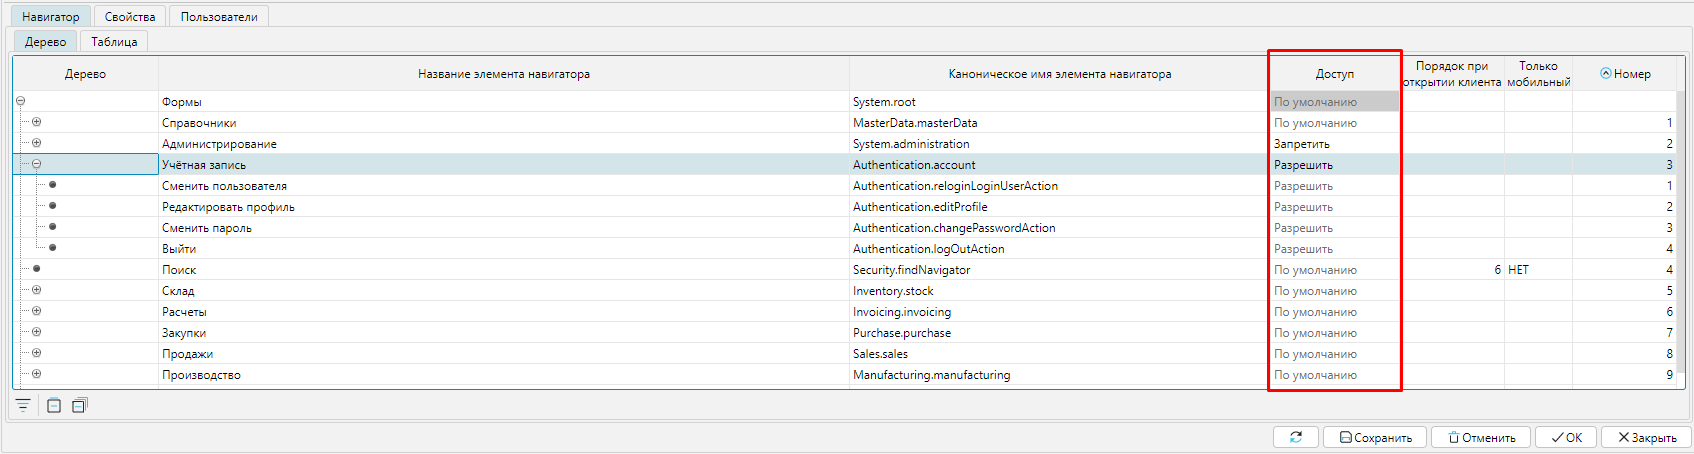 Навигатор Свойства Пользователи
Дерево Таблица
Дерево Название элемента навигатора Каноническое имя элемента навигатора Доступ Порядок при открытии клиента Только мобильный Номер
Формы System.root По умолчанию
Справочники MasterData.masterData По умолчанию 1
Администрирование System.administration Запретить 2
Учётная запись Authentication.account Разрешить 3
Сменить пользователя Authentication.reloginLoginUserAction Разрешить 1
Редактировать профиль Authentication.editProfile Разрешить 2
Сменить пароль Authentication.changePasswordAction Разрешить 3
Выйти Authentication.logOutAction Разрешить 4
Поиск Security.findNavigator По умолчанию 6 НЕТ 4
Склад Inventory.stock По умолчанию 5
Расчеты Invoicing.invoicing По умолчанию 6
Закупки Purchase.purchase По умолчанию 7
Продажи Sales.sales По умолчанию 8
Производство Manufacturing.manufacturing По умолчанию 9
Сохранить Отменить OK Закрыть